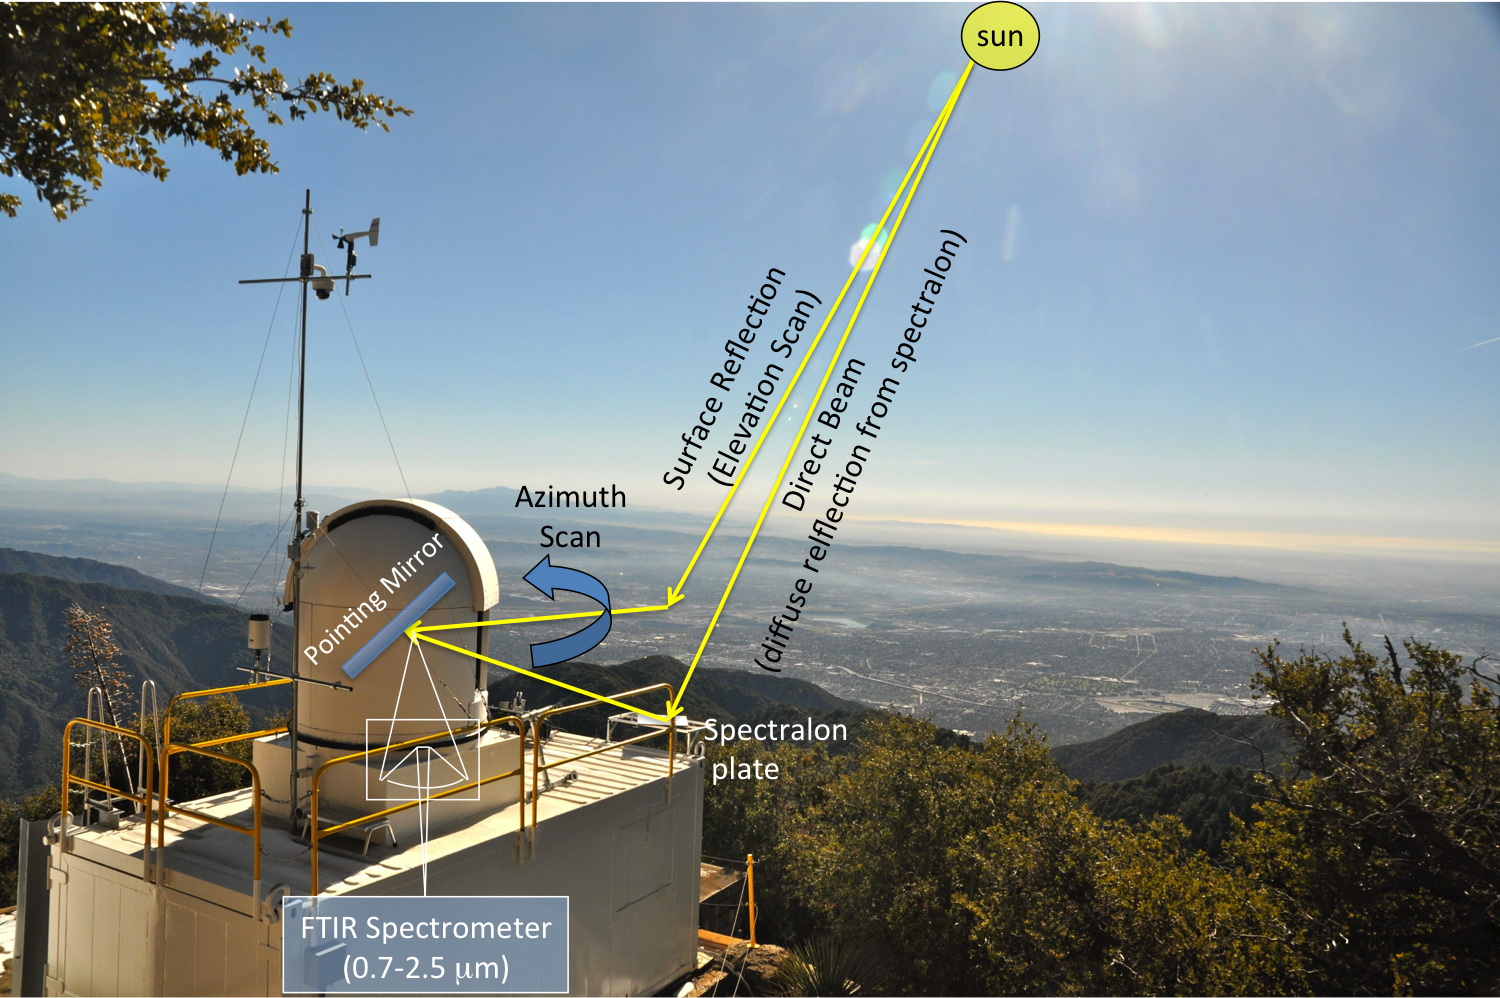 sun
Surface Reflection
(Elevation Scan)
Direct Beam
(diffuse relflection from spectralon)
Azimuth
Scan
Pointing Mirror
Spectralon
plate
FTIR Spectrometer
(0.7-2.5 μm)